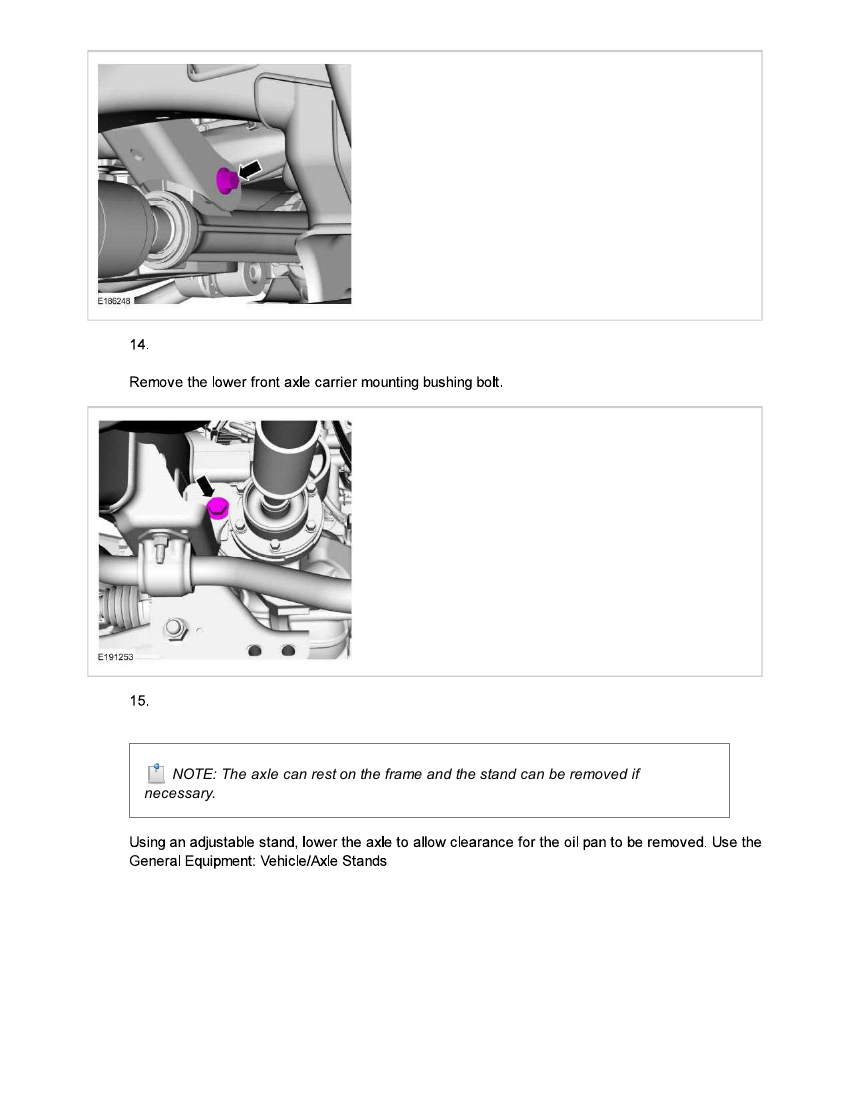 E186248
14.
Remove the lower front axle carrier mounting bushing bolt.
E191253
15.
NOTE: The axle can rest on the frame and the stand can be removed if
necessary.
Using an adjustable stand, lower the axle to allow clearance for the oil pan to be removed. Use the
General Equipment: Vehicle/Axle Stands